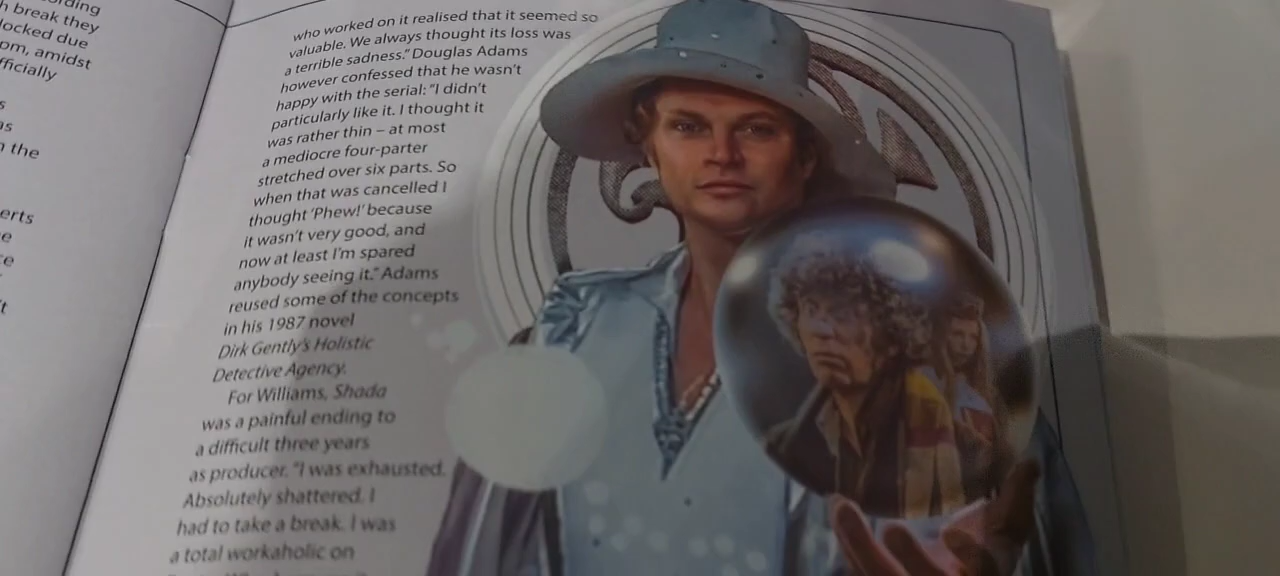 h break they
locked due
om, amidst
fficially
s
as
n the
erts
e
ce
't
who worked on it realised that it seemed so
valuable. We always thought its loss was
a terrible sadness.” Douglas Adams
however confessed that he wasn’t
happy with the serial: “I didn’t
particularly like it. I thought it
was rather thin – at most
a mediocre four-parter
stretched over six parts. So
when that was cancelled I
thought ‘Phew!’ because
it wasn’t very good, and
now at least I’m spared
anybody seeing it.” Adams
reused some of the concepts
in his 1987 novel
Dirk Gently’s Holistic
Detective Agency.
For Williams, Shada
was a painful ending to
a difficult three years
as producer. “I was exhausted.
Absolutely shattered. I
had to take a break. I was
a total workaholic on